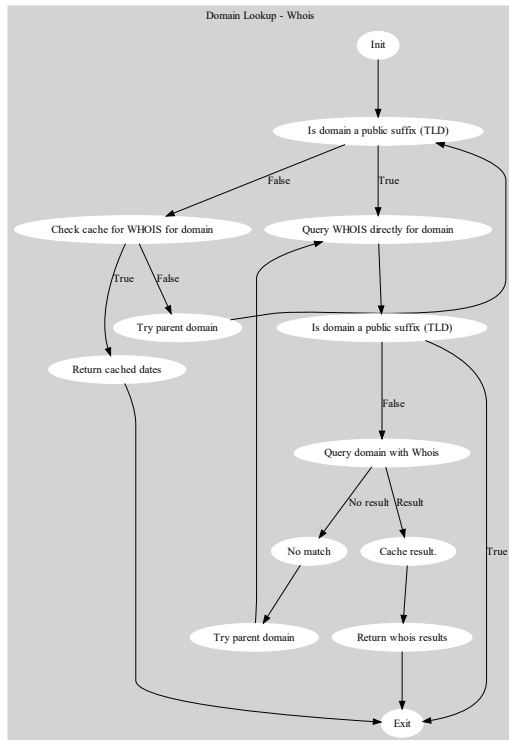 Domain Lookup - Whois
Init
Is domain a public suffix (TLD)
False
True
Check cache for WHOIS for domain
Query WHOIS directly for domain
True
False
Try parent domain
Is domain a public suffix (TLD)
Return cached dates
False
Query domain with Whois
No result
Result
No match
Cache result.
True
Try parent domain
Return whois results
Exit